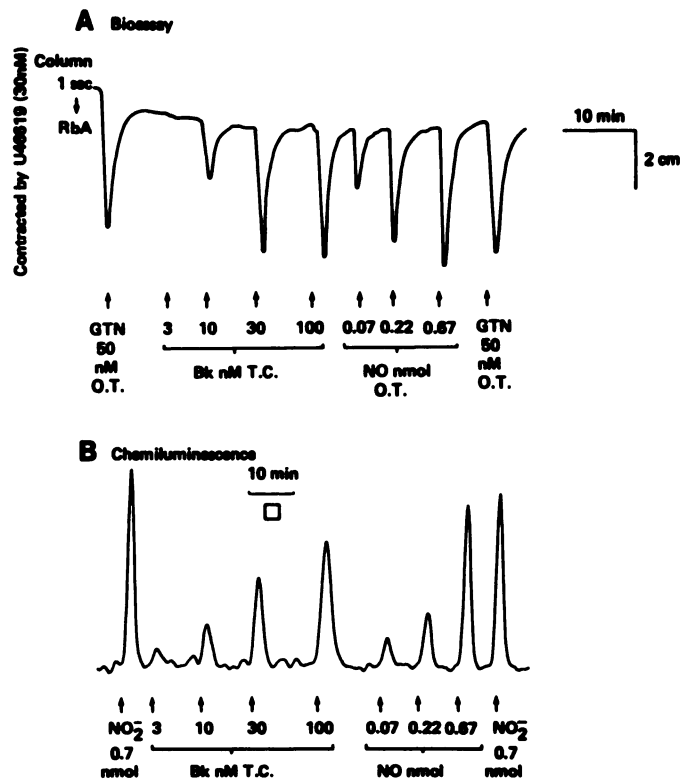 A Bioassay
Contracted by U46619 (30nM)
Column
1 sec
RbA
10 min
2 cm
GTN 3 10 30 100 0.07 0.22 0.67 GTN
50 50
nM Bk nM T.C. NO nmol nM
O.T. O.T. O.T.
B Chemiluminescence
10 min
NO₂⁻ 3 10 30 100 0.07 0.22 0.67 NO₂⁻
0.7 0.7
nmol Bk nM T.C. NO nmol nmol